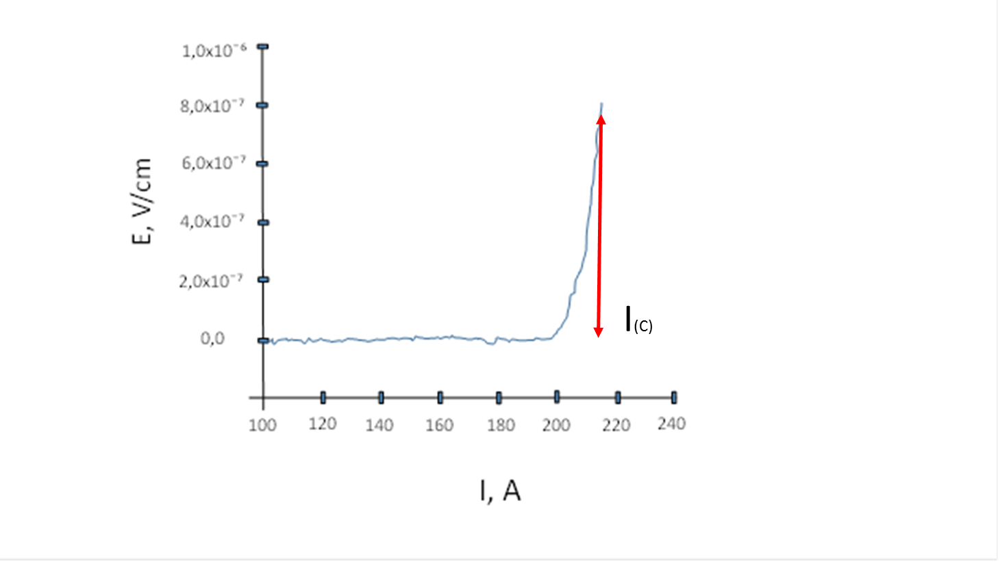 1,0x10⁻⁶
8,0x10⁻⁷
6,0x10⁻⁷
4,0x10⁻⁷
2,0x10⁻⁷
0,0
E, V/cm
I(C)
100 120 140 160 180 200 220 240
I, A